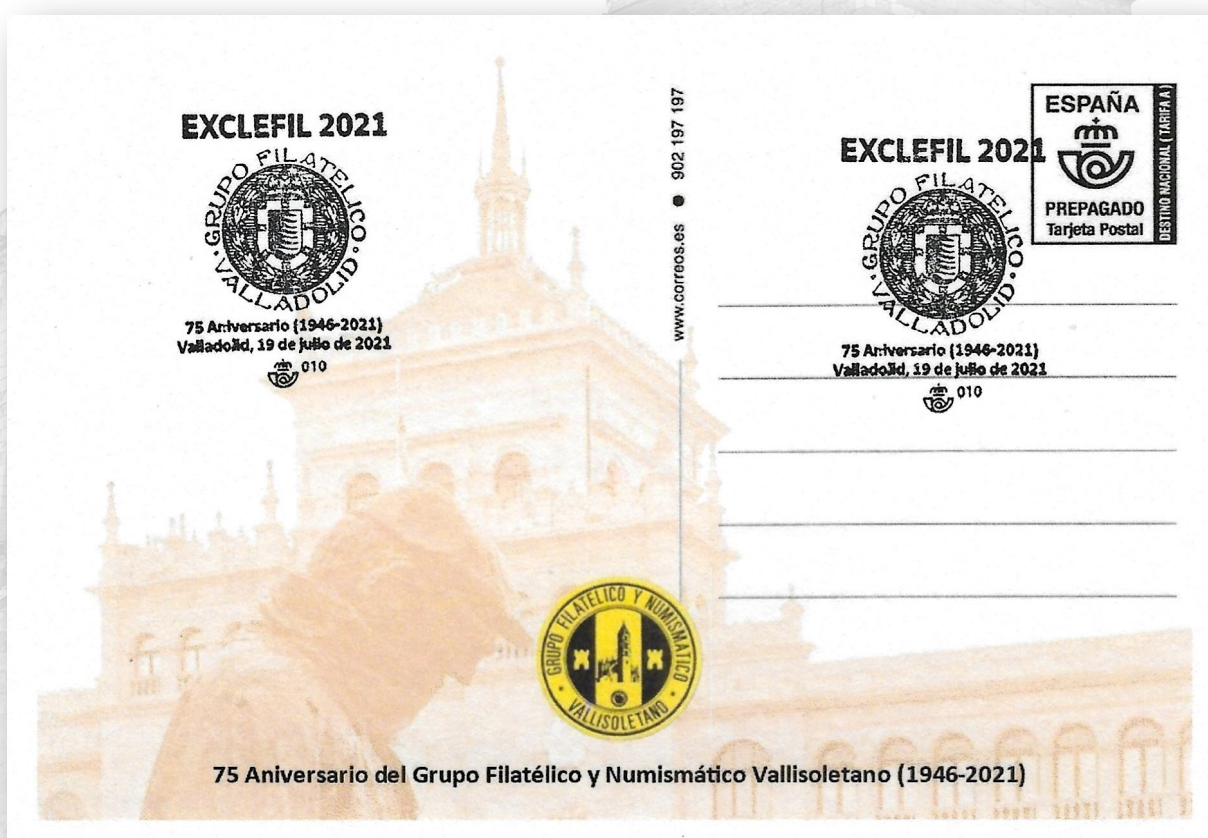 EXCLEFIL 2021
GRUPO FILATELICO
VALLADOLID
75 Aniversario (1946-2021)
Valladolid, 19 de julio de 2021
010
www.correos.es ● 902 197 197
EXCLEFIL 2021
GRUPO FILATELICO
VALLADOLID
75 Aniversario (1946-2021)
Valladolid, 19 de julio de 2021
010
ESPAÑA
PREPAGADO
Tarjeta Postal
DESTINO NACIONAL (TARIFA A)
GRUPO FILATELICO Y NUMISMATICO
VALLISOLETANO
75 Aniversario del Grupo Filatélico y Numismático Vallisoletano (1946-2021)